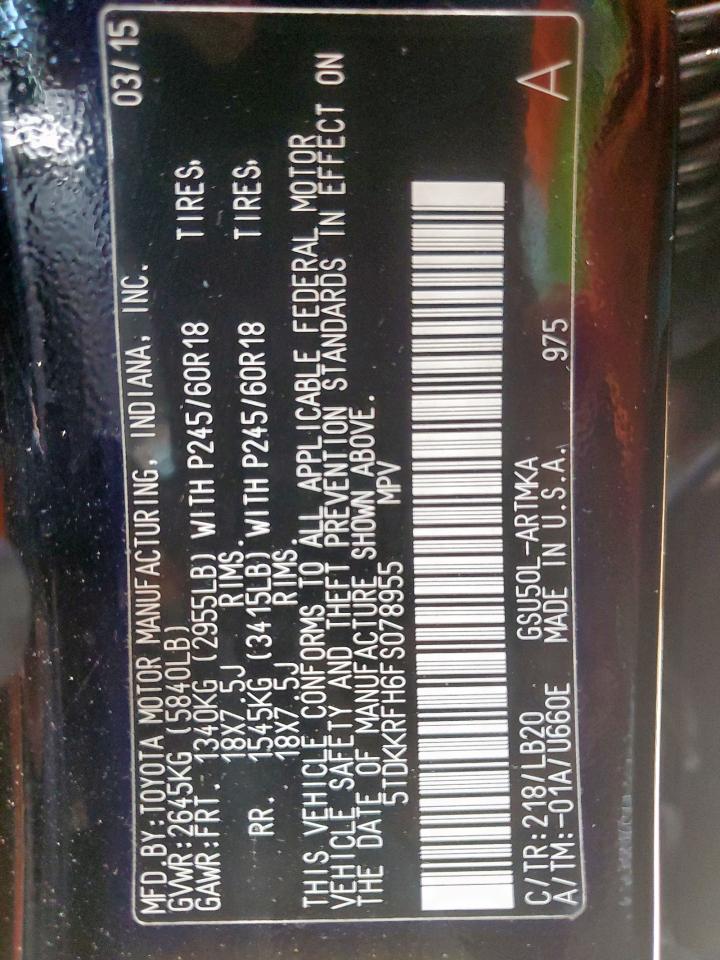 MFD.BY:TOYOTA MOTOR MANUFACTURING, INDIANA, INC. 03/15
GVWR:2645KG (5840LB)
GAWR:FRT. 1340KG (2955LB) WITH P245/60R18 TIRES,
18X7.5J RIMS.
RR. 1545KG (3415LB) WITH P245/60R18 TIRES,
18X7.5J RIMS.
THIS VEHICLE CONFORMS TO ALL APPLICABLE FEDERAL MOTOR
VEHICLE SAFETY AND THEFT PREVENTION STANDARDS IN EFFECT ON
THE DATE OF MANUFACTURE SHOWN ABOVE.
5TDKKRFH6FS078955 MPV
C/TR:218/LB20 GSU50L-ARTMKA A
A/TM:-01A/U660E MADE IN U.S.A. 975